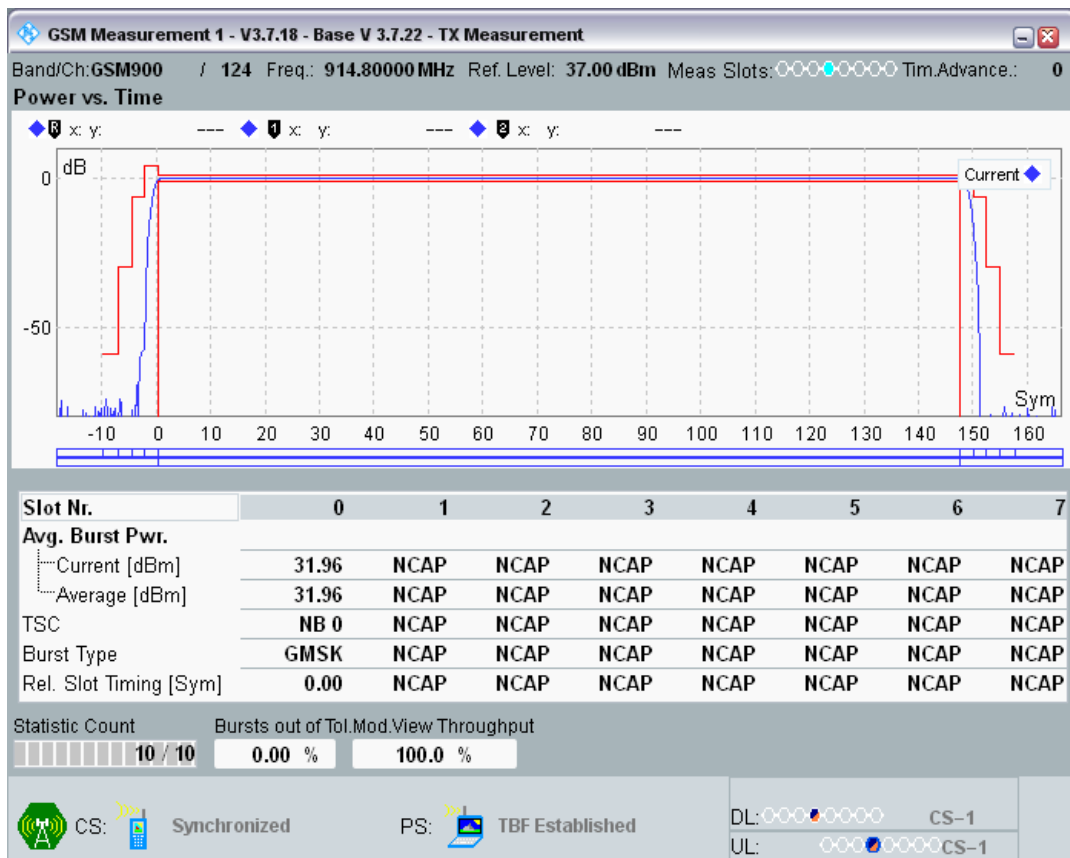 GSM Measurement 1 - V3.7.18 - Base V 3.7.22 - TX Measurement
Band/Ch:GSM900 / 124 Freq.: 914.80000 MHz Ref. Level: 37.00 dBm Meas Slots: Tim.Advance.: 0
Power vs. Time
R x: y: --- 1 x: y: --- 2 x: y: ---
dB
Current
0
-50
Sym
-10 0 10 20 30 40 50 60 70 80 90 100 110 120 130 140 150 160
Slot Nr. 0 1 2 3 4 5 6 7
Avg. Burst Pwr.
Current [dBm] 31.96 NCAP NCAP NCAP NCAP NCAP NCAP NCAP
Average [dBm] 31.96 NCAP NCAP NCAP NCAP NCAP NCAP NCAP
TSC NB 0 NCAP NCAP NCAP NCAP NCAP NCAP NCAP
Burst Type GMSK NCAP NCAP NCAP NCAP NCAP NCAP NCAP
Rel. Slot Timing [Sym] 0.00 NCAP NCAP NCAP NCAP NCAP NCAP NCAP
Statistic Count Bursts out of Tol.Mod.View Throughput
10 / 10 0.00 % 100.0 %
CS: Synchronized PS: TBF Established
DL: CS-1
UL: CS-1